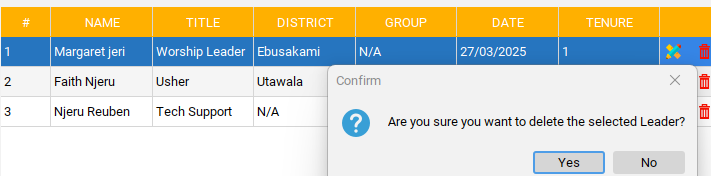 # NAME TITLE DISTRICT GROUP DATE TENURE
1 Margaret jeri Worship Leader Ebusakami N/A 27/03/2025 1
2 Faith Njeru Usher Utawala
3 Njeru Reuben Tech Support N/A
Confirm
Are you sure you want to delete the selected Leader?
Yes No